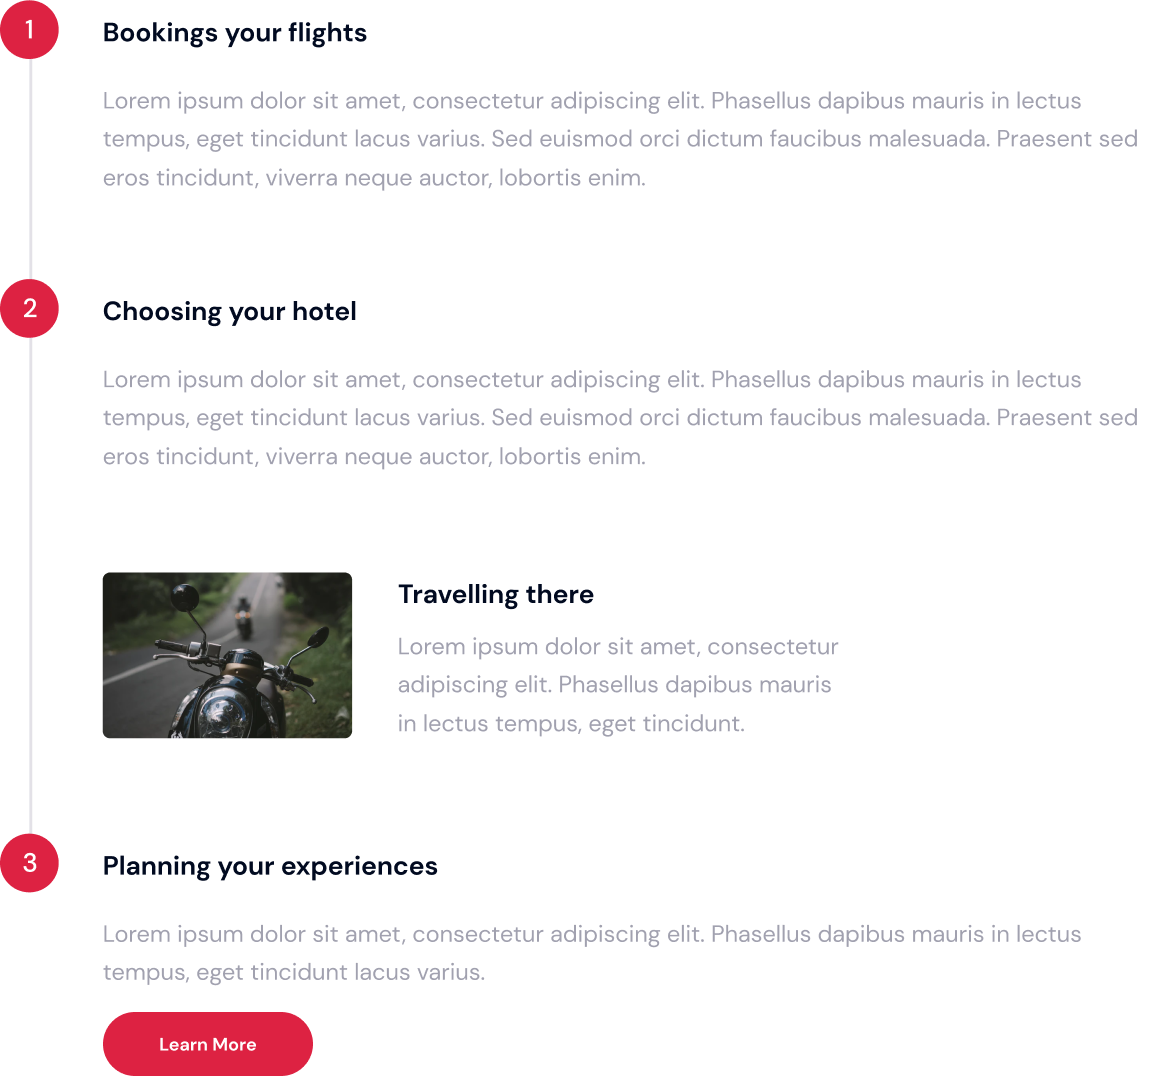 1
Bookings your flights
Lorem ipsum dolor sit amet, consectetur adipiscing elit. Phasellus dapibus mauris in lectus
tempus, eget tincidunt lacus varius. Sed euismod orci dictum faucibus malesuada. Praesent sed
eros tincidunt, viverra neque auctor, lobortis enim.
2
Choosing your hotel
Lorem ipsum dolor sit amet, consectetur adipiscing elit. Phasellus dapibus mauris in lectus
tempus, eget tincidunt lacus varius. Sed euismod orci dictum faucibus malesuada. Praesent sed
eros tincidunt, viverra neque auctor, lobortis enim.
Travelling there
Lorem ipsum dolor sit amet, consectetur
adipiscing elit. Phasellus dapibus mauris
in lectus tempus, eget tincidunt.
3
Planning your experiences
Lorem ipsum dolor sit amet, consectetur adipiscing elit. Phasellus dapibus mauris in lectus
tempus, eget tincidunt lacus varius.
Learn More